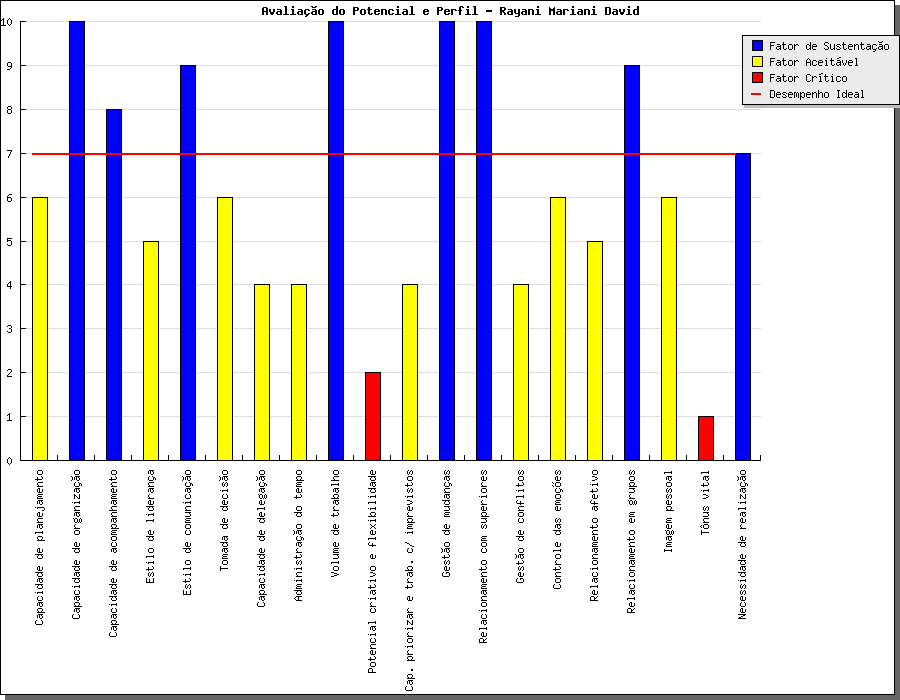 Avaliação do Potencial e Perfil - Rayani Mariani David
Fator de Sustentação
Fator Aceitável
Fator Crítico
Desempenho Ideal
10
9
8
7
6
5
4
3
2
1
0
Capacidade de planejamento
Capacidade de organização
Capacidade de acompanhamento
Estilo de liderança
Estilo de comunicação
Tomada de decisão
Capacidade de delegação
Administração do tempo
Volume de trabalho
Potencial criativo e flexibilidade
Cap. priorizar e trab. c/ imprevistos
Gestão de mudanças
Relacionamento com superiores
Gestão de conflitos
Controle das emoções
Relacionamento afetivo
Relacionamento em grupos
Imagem pessoal
Tônus vital
Necessidade de realização